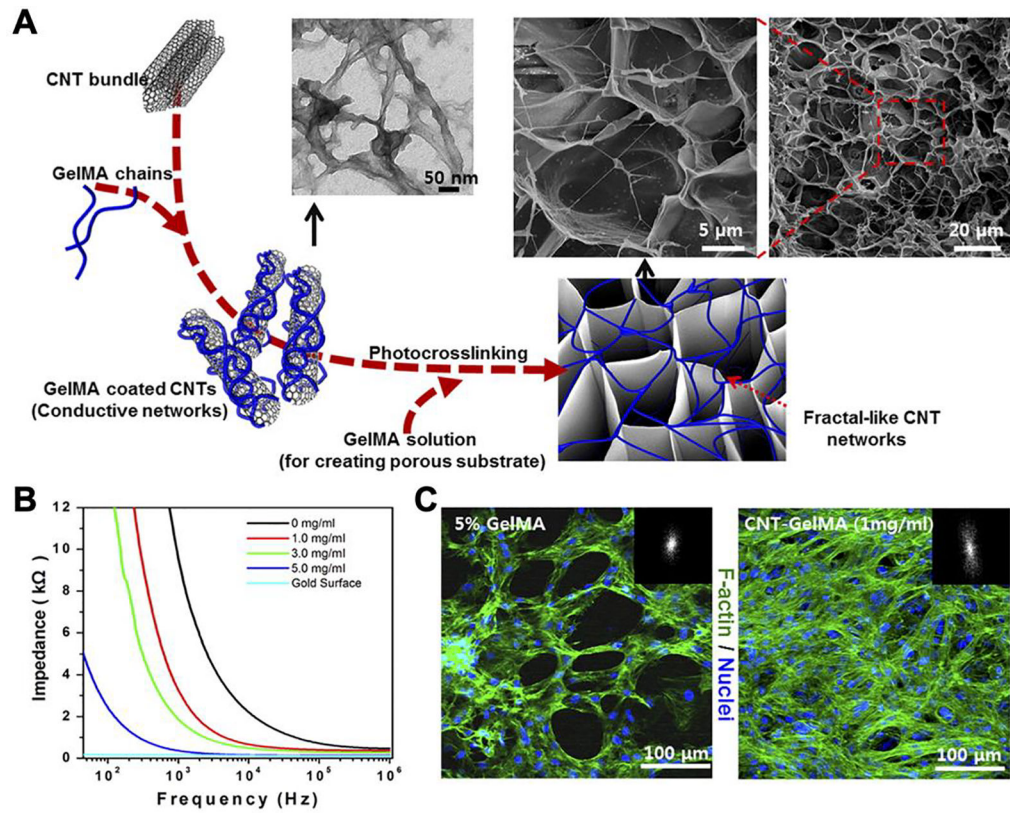 A
CNT bundle
GelMA chains
50 nm
5 µm
20 µm
GelMA coated CNTs
(Conductive networks)
Photocrosslinking
GelMA solution
(for creating porous substrate)
Fractal-like CNT
networks
B
12
10
8
6
4
2
0
Impedance ( kΩ )
0 mg/ml
1.0 mg/ml
3.0 mg/ml
5.0 mg/ml
Gold Surface
10²
10³
10⁴
10⁵
10⁶
Frequency (Hz)
C
5% GelMA
100 µm
F-actin / Nuclei
CNT-GelMA (1mg/ml)
100 µm